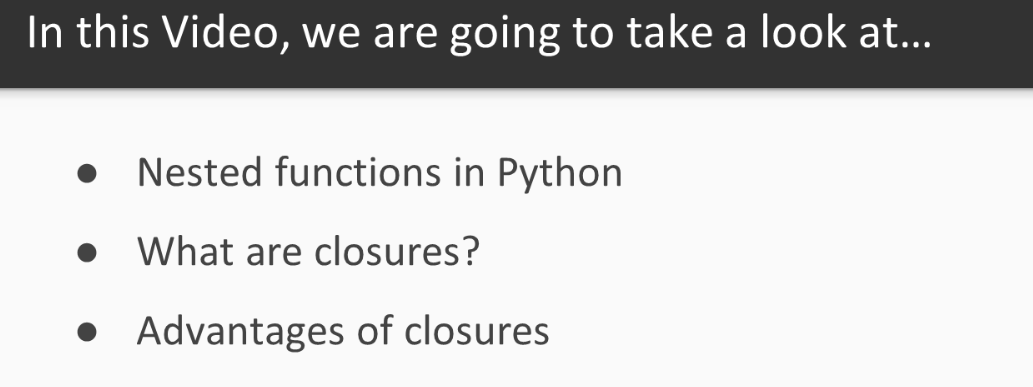 In this Video, we are going to take a look at...
● Nested functions in Python
● What are closures?
● Advantages of closures